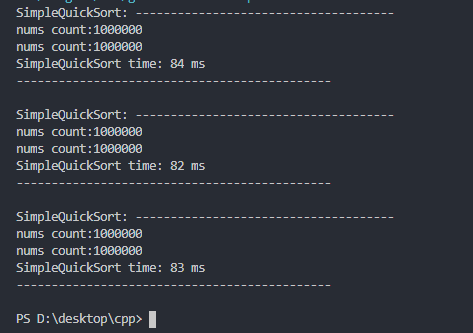 SimpleQuickSort: -------------------------------------
nums count:1000000
nums count:1000000
SimpleQuickSort time: 84 ms
---------------------------------------------
SimpleQuickSort: -------------------------------------
nums count:1000000
nums count:1000000
SimpleQuickSort time: 82 ms
---------------------------------------------
SimpleQuickSort: -------------------------------------
nums count:1000000
nums count:1000000
SimpleQuickSort time: 83 ms
---------------------------------------------
PS D:\desktop\cpp>